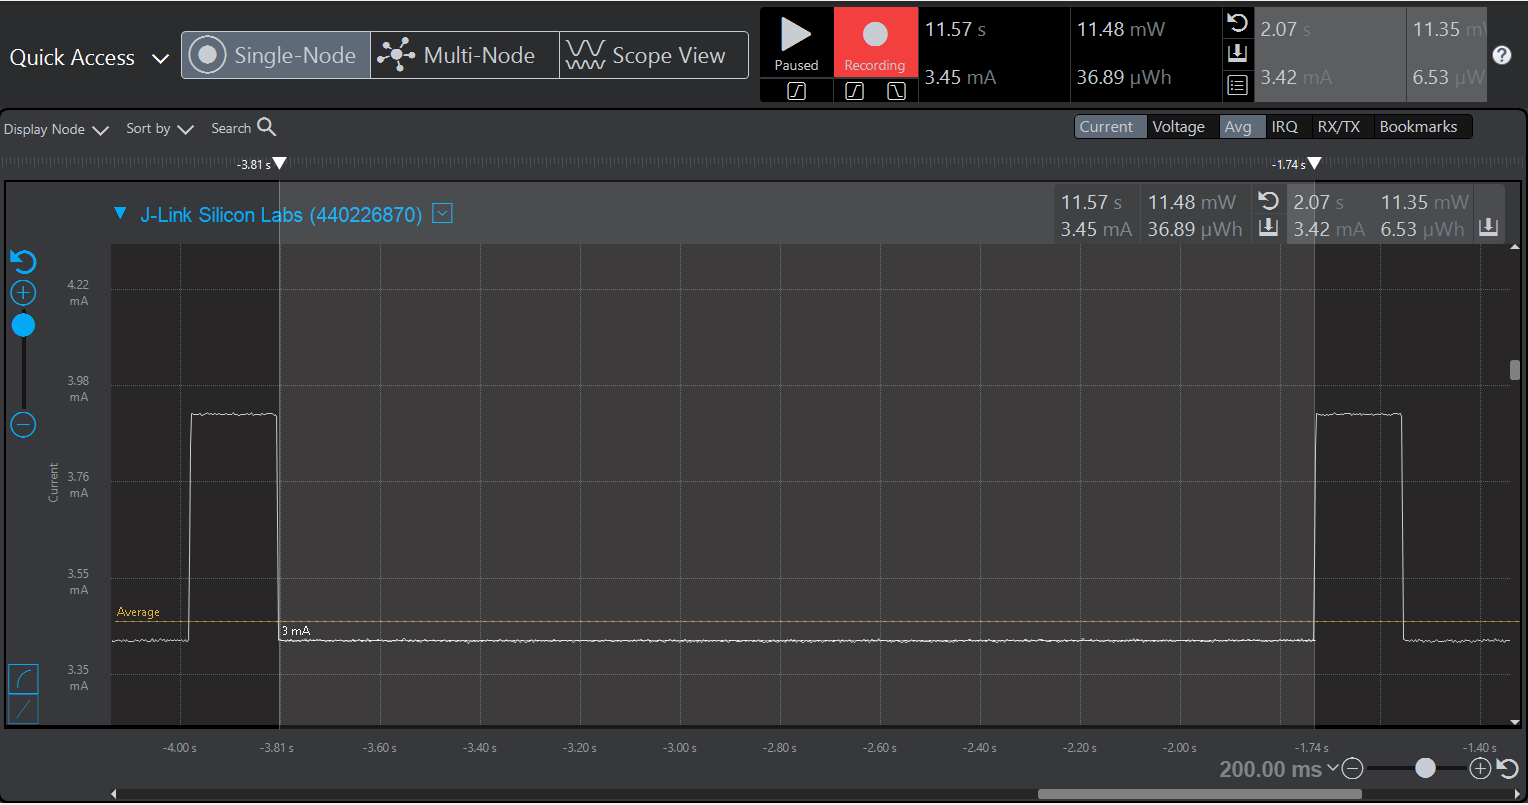 Quick Access
Single-Node
Multi-Node
Scope View
Paused
Recording
11.57 s
3.45 mA
11.48 mW
36.89 µWh
2.07 s
3.42 mA
11.35 mW
6.53 µW
?
Display Node
Sort by
Search
Current
Voltage
Avg
IRQ
RX/TX
Bookmarks
-3.81 s
-1.74 s
J-Link Silicon Labs (440226870)
11.57 s
11.48 mW
2.07 s
11.35 mW
3.45 mA
36.89 µWh
3.42 mA
6.53 µWh
4.22
mA
3.98
mA
3.76
mA
3.55
mA
3.35
mA
Current
Average
3 mA
-4.00 s
-3.81 s
-3.60 s
-3.40 s
-3.20 s
-3.00 s
-2.80 s
-2.60 s
-2.40 s
-2.20 s
-2.00 s
-1.74 s
-1.40 s
200.00 ms